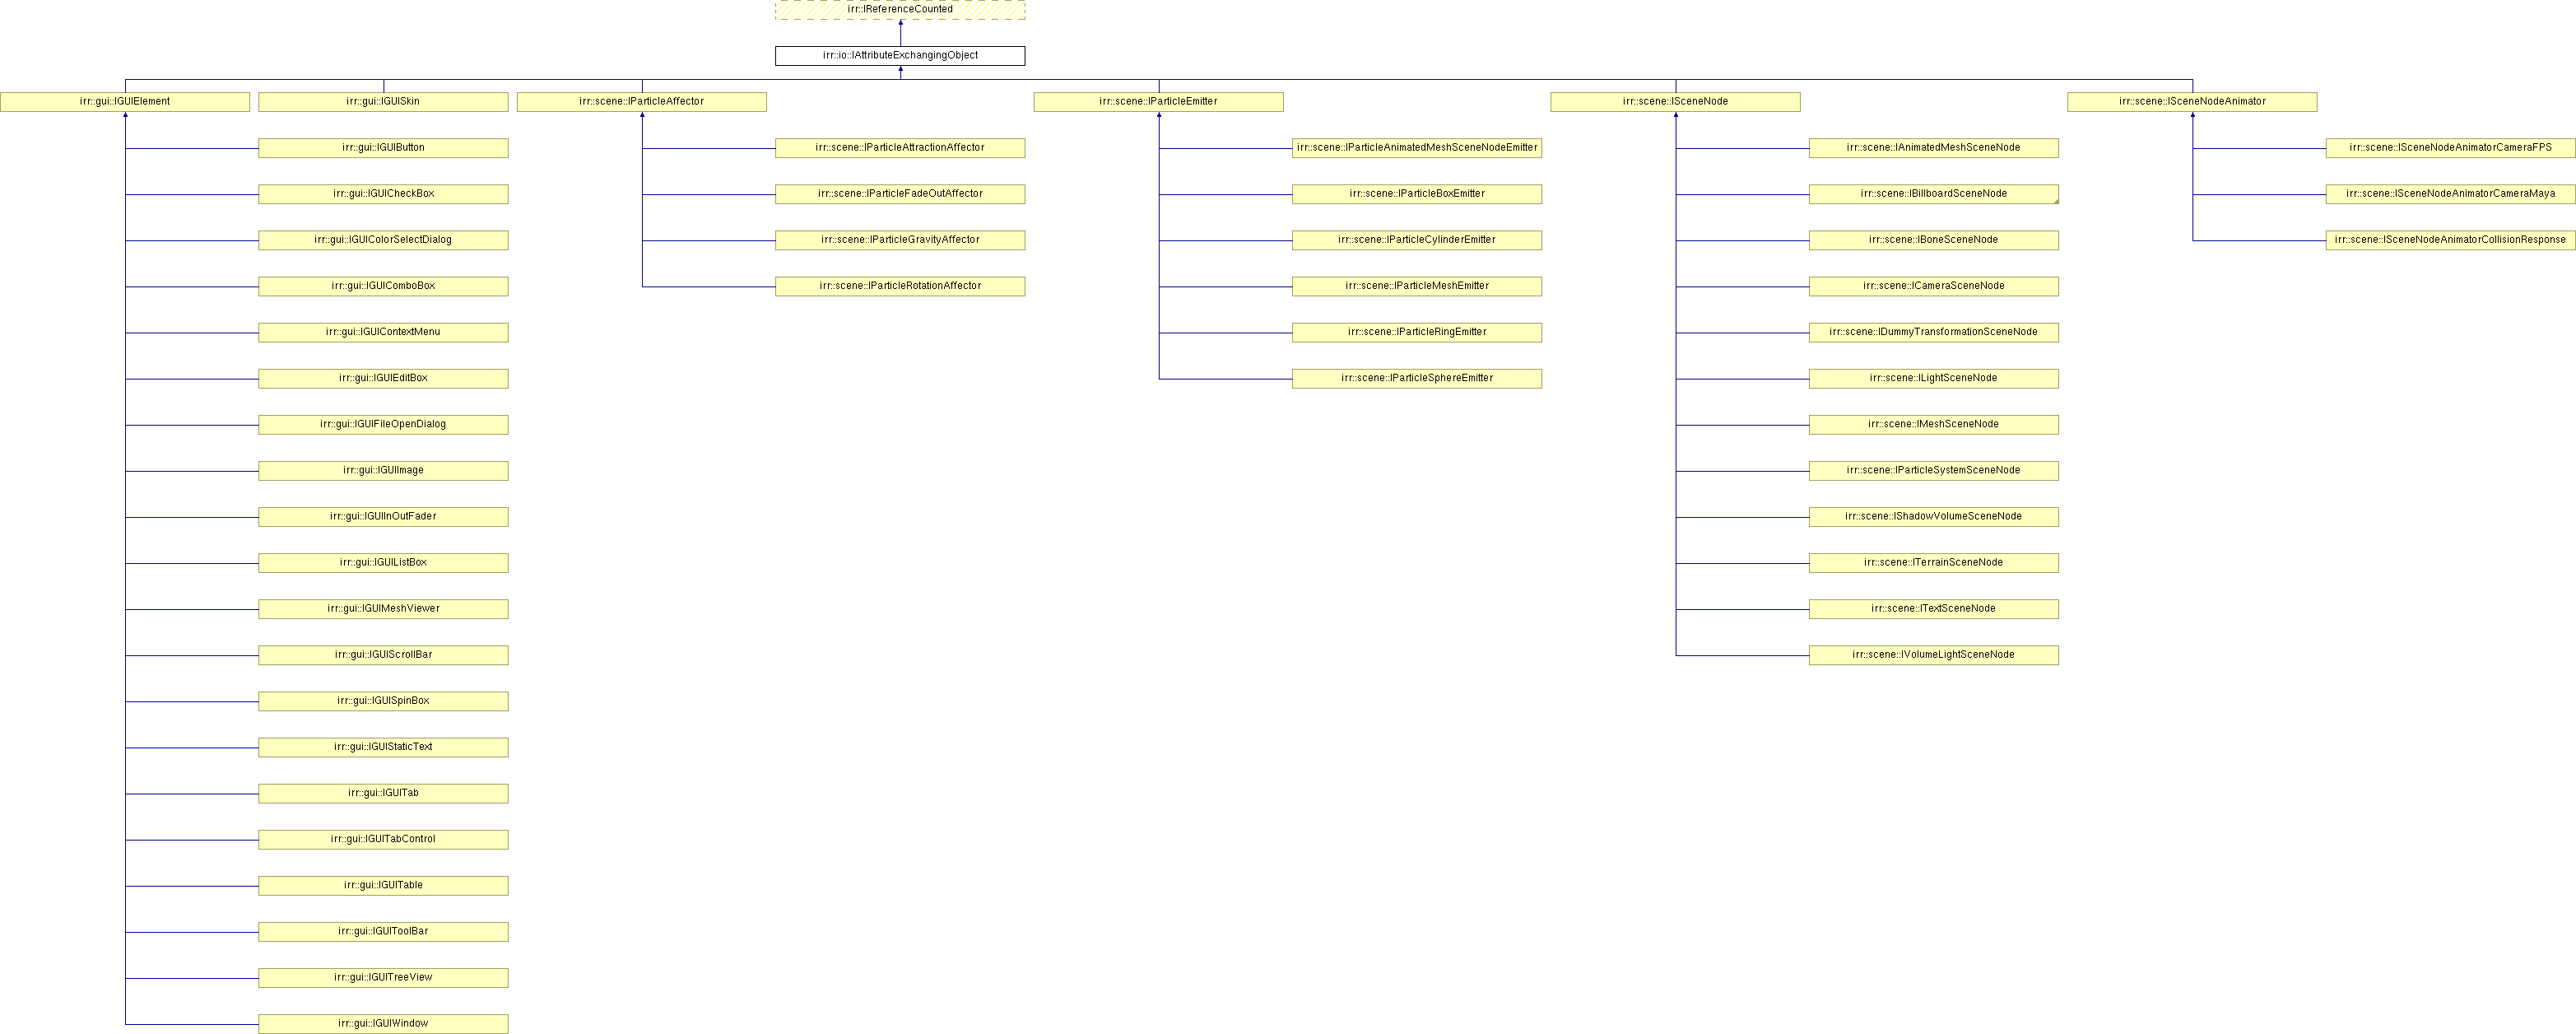 irr::IReferenceCounted
irr::io::IAttributeExchangingObject
irr::gui::IGUIElement
irr::gui::IGUISkin
irr::scene::IParticleAffector
irr::scene::IParticleEmitter
irr::scene::ISceneNode
irr::scene::ISceneNodeAnimator
irr::gui::IGUIButton
irr::scene::IParticleAttractionAffector
irr::scene::IParticleAnimatedMeshSceneNodeEmitter
irr::scene::IAnimatedMeshSceneNode
irr::scene::ISceneNodeAnimatorCameraFPS
irr::gui::IGUICheckBox
irr::scene::IParticleFadeOutAffector
irr::scene::IParticleBoxEmitter
irr::scene::IBillboardSceneNode
irr::scene::ISceneNodeAnimatorCameraMaya
irr::gui::IGUIColorSelectDialog
irr::scene::IParticleGravityAffector
irr::scene::IParticleCylinderEmitter
irr::scene::IBoneSceneNode
irr::scene::ISceneNodeAnimatorCollisionResponse
irr::gui::IGUIComboBox
irr::scene::IParticleRotationAffector
irr::scene::IParticleMeshEmitter
irr::scene::ICameraSceneNode
irr::gui::IGUIContextMenu
irr::scene::IParticleRingEmitter
irr::scene::IDummyTransformationSceneNode
irr::gui::IGUIEditBox
irr::scene::IParticleSphereEmitter
irr::scene::ILightSceneNode
irr::gui::IGUIFileOpenDialog
irr::scene::IMeshSceneNode
irr::gui::IGUIImage
irr::scene::IParticleSystemSceneNode
irr::gui::IGUIInOutFader
irr::scene::IShadowVolumeSceneNode
irr::gui::IGUIListBox
irr::scene::ITerrainSceneNode
irr::gui::IGUIMeshViewer
irr::scene::ITextSceneNode
irr::gui::IGUIScrollBar
irr::scene::IVolumeLightSceneNode
irr::gui::IGUISpinBox
irr::gui::IGUIStaticText
irr::gui::IGUITab
irr::gui::IGUITabControl
irr::gui::IGUITable
irr::gui::IGUIToolBar
irr::gui::IGUITreeView
irr::gui::IGUIWindow